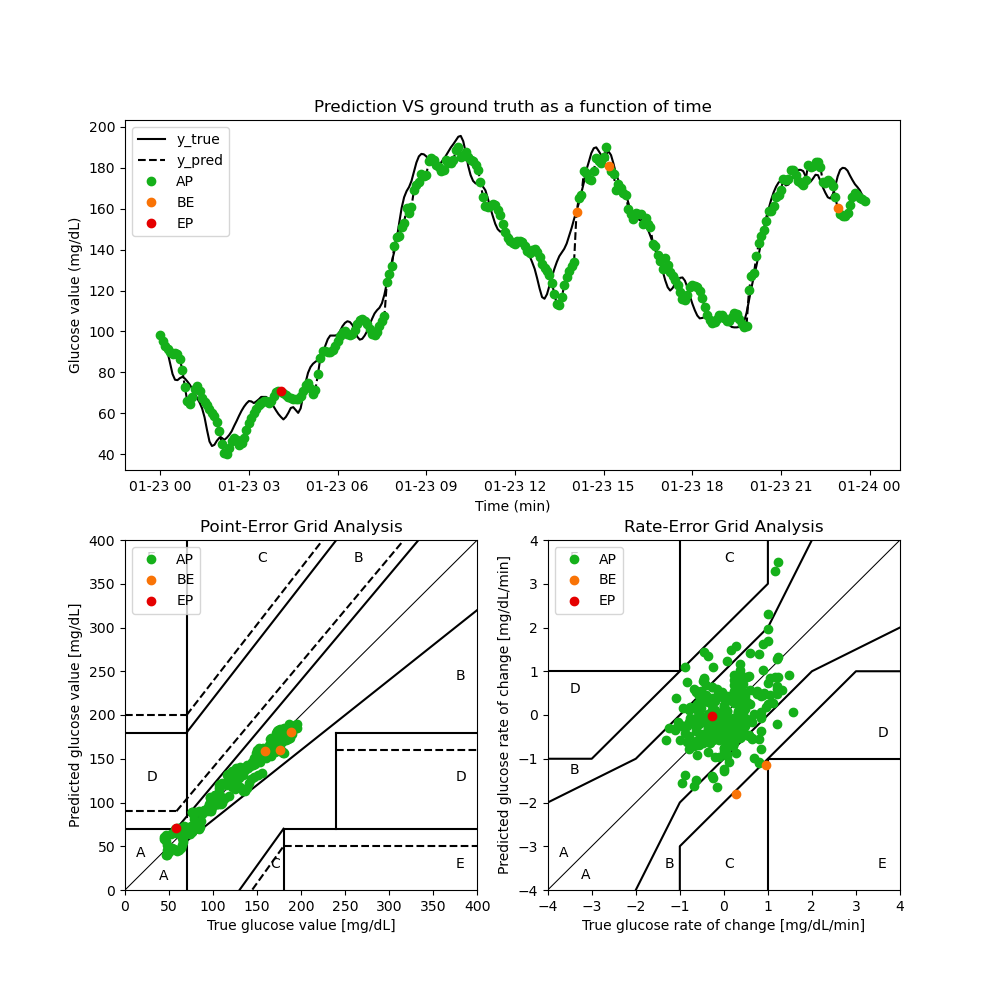 Prediction VS ground truth as a function of time
Glucose value (mg/dL)
200
180
160
140
120
100
80
60
40
y_true
y_pred
AP
BE
EP
01-23 00 01-23 03 01-23 06 01-23 09 01-23 12 01-23 15 01-23 18 01-23 21 01-24 00
Time (min)
Point-Error Grid Analysis
Predicted glucose value [mg/dL]
400
350
300
250
200
150
100
50
0
AP
BE
EP
C
B
B
D
D
A
A
C
E
0 50 100 150 200 250 300 350 400
True glucose value [mg/dL]
Rate-Error Grid Analysis
Predicted glucose rate of change [mg/dL/min]
4
3
2
1
0
−1
−2
−3
−4
AP
BE
EP
C
D
D
B
A
A
B
C
E
−4 −3 −2 −1 0 1 2 3 4
True glucose rate of change [mg/dL/min]